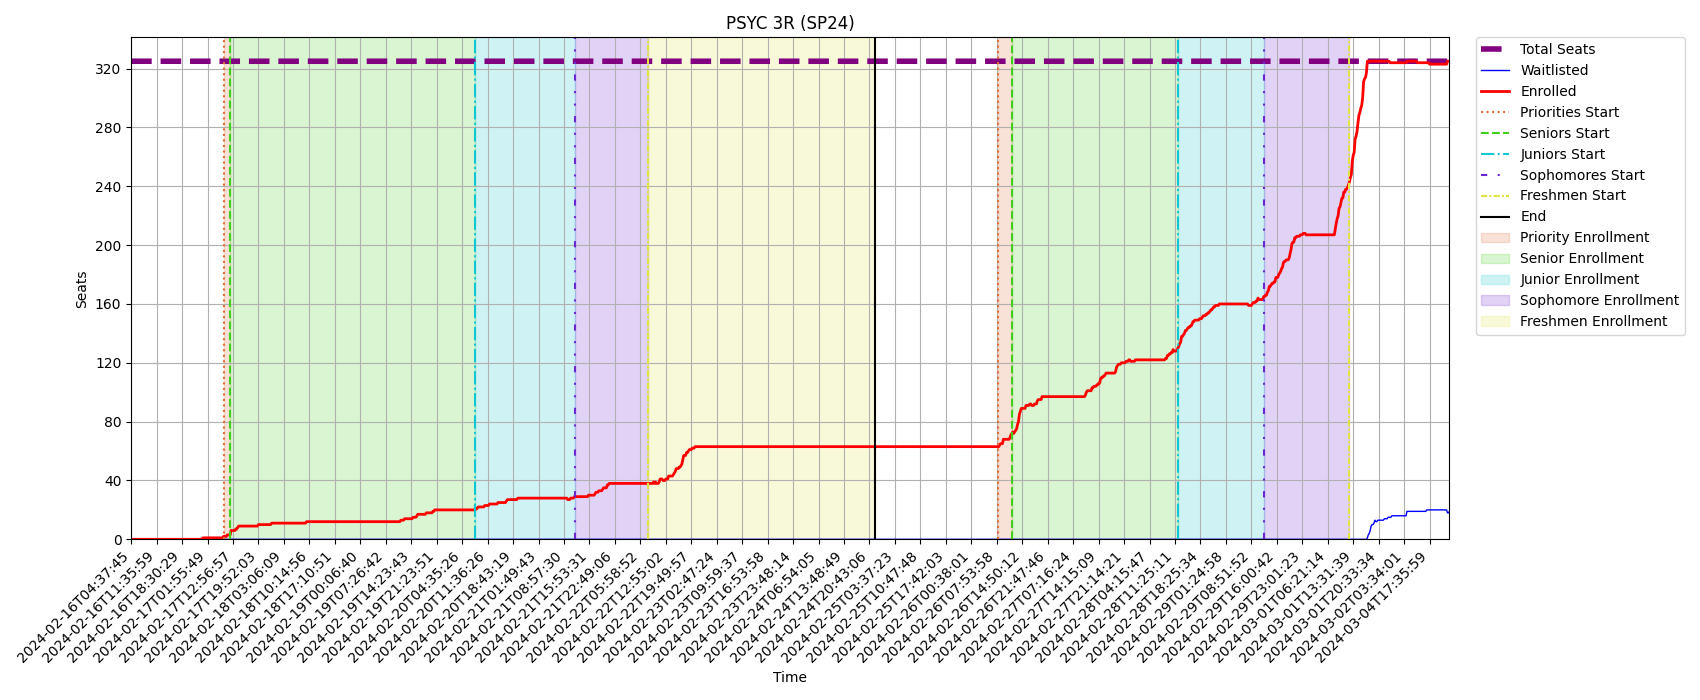 PSYC 3R (SP24)
Seats
320
280
240
200
160
120
80
40
0
2024-02-16T04:37:45
2024-02-16T11:35:59
2024-02-16T18:30:29
2024-02-17T01:55:49
2024-02-17T12:56:57
2024-02-17T19:52:03
2024-02-18T03:06:09
2024-02-18T10:14:56
2024-02-18T17:10:51
2024-02-19T00:06:40
2024-02-19T07:26:42
2024-02-19T14:23:43
2024-02-19T21:23:51
2024-02-20T04:35:26
2024-02-20T11:36:26
2024-02-20T18:43:19
2024-02-21T01:49:43
2024-02-21T08:57:30
2024-02-21T15:53:31
2024-02-21T22:49:06
2024-02-22T05:58:52
2024-02-22T12:55:02
2024-02-22T19:49:57
2024-02-23T02:47:24
2024-02-23T09:59:37
2024-02-23T16:53:58
2024-02-23T23:48:14
2024-02-24T06:54:05
2024-02-24T13:48:49
2024-02-24T20:43:06
2024-02-25T03:37:23
2024-02-25T10:47:48
2024-02-25T17:42:03
2024-02-26T00:38:01
2024-02-26T07:53:58
2024-02-26T14:50:12
2024-02-26T21:47:46
2024-02-27T07:16:24
2024-02-27T14:15:09
2024-02-27T21:14:21
2024-02-28T04:15:47
2024-02-28T11:25:11
2024-02-28T18:25:34
2024-02-29T01:24:58
2024-02-29T08:51:52
2024-02-29T16:00:42
2024-02-29T23:01:23
2024-03-01T06:21:14
2024-03-01T13:31:39
2024-03-01T20:33:34
2024-03-02T03:34:01
2024-03-04T17:35:59
Time
Total Seats
Waitlisted
Enrolled
Priorities Start
Seniors Start
Juniors Start
Sophomores Start
Freshmen Start
End
Priority Enrollment
Senior Enrollment
Junior Enrollment
Sophomore Enrollment
Freshmen Enrollment